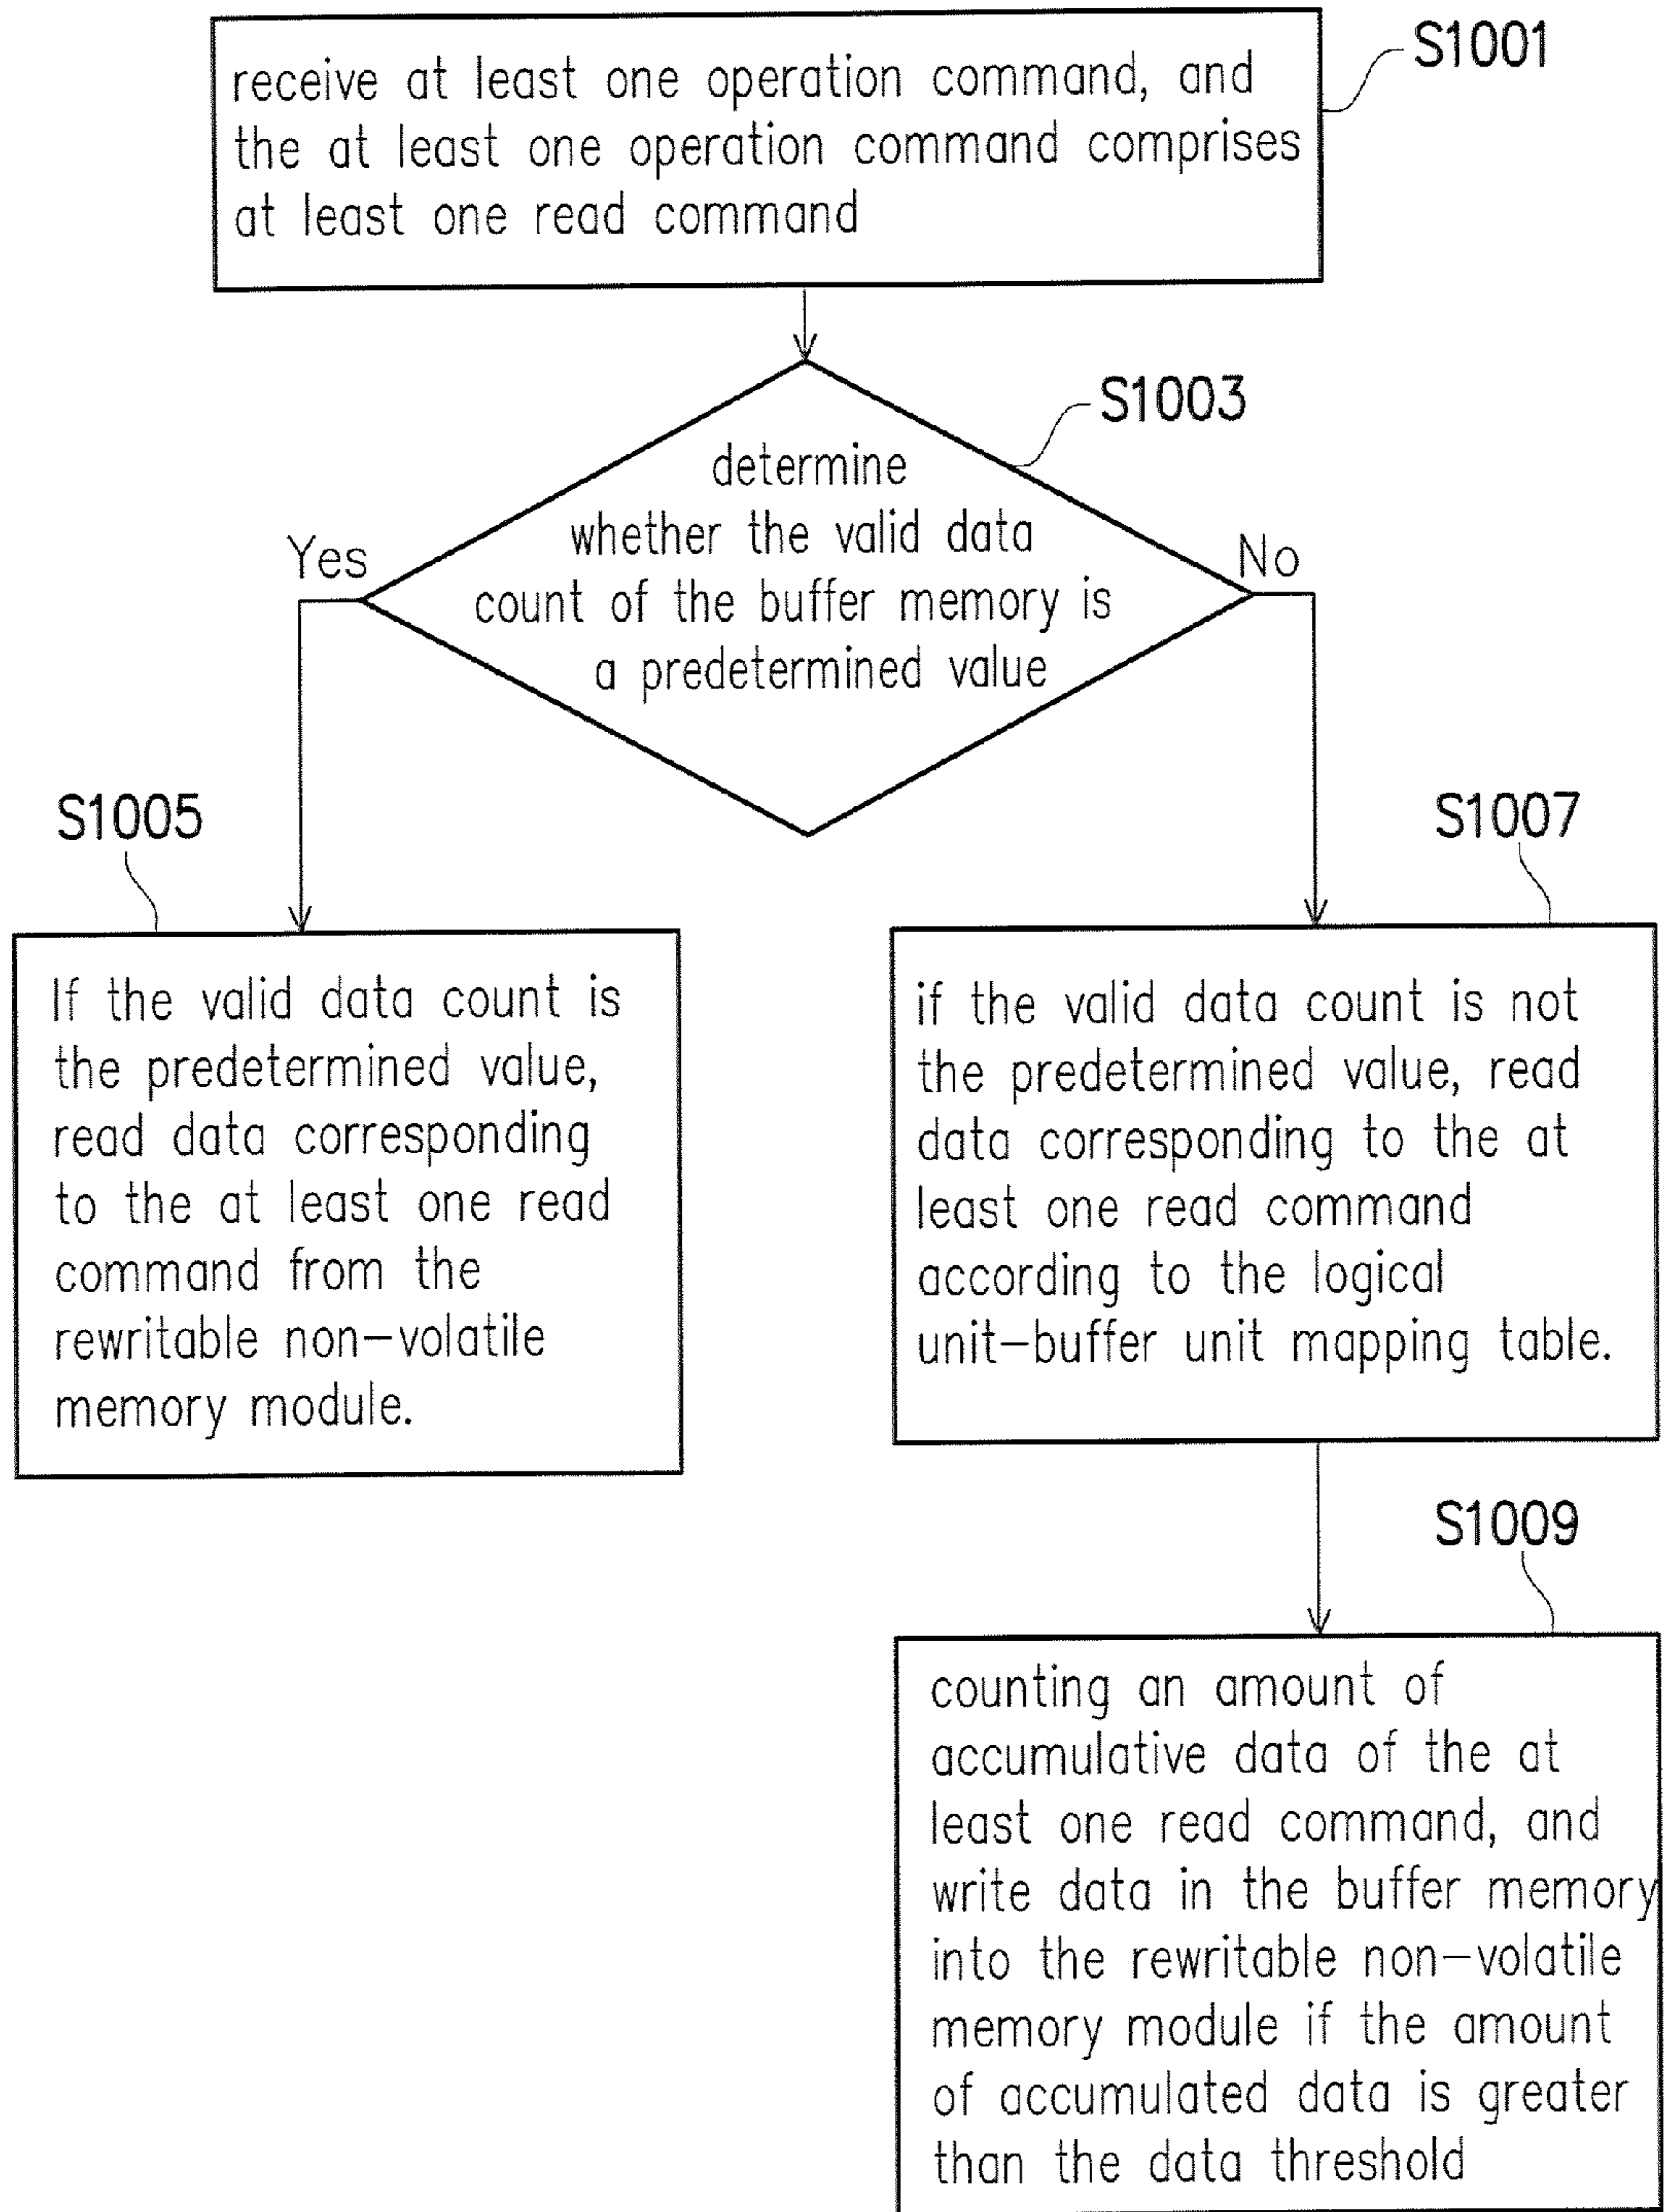 receive at least one operation command, and
the at least one operation command comprises
at least one read command
S1001
S1003
determine
whether the valid data
count of the buffer memory is
a predetermined value
Yes
No
S1005
If the valid data count is
the predetermined value,
read data corresponding
to the at least one read
command from the
rewritable non-volatile
memory module.
S1007
if the valid data count is not
the predetermined value, read
data corresponding to the at
least one read command
according to the logical
unit-buffer unit mapping table.
S1009
counting an amount of
accumulative data of the at
least one read command, and
write data in the buffer memory
into the rewritable non-volatile
memory module if the amount
of accumulated data is greater
than the data threshold